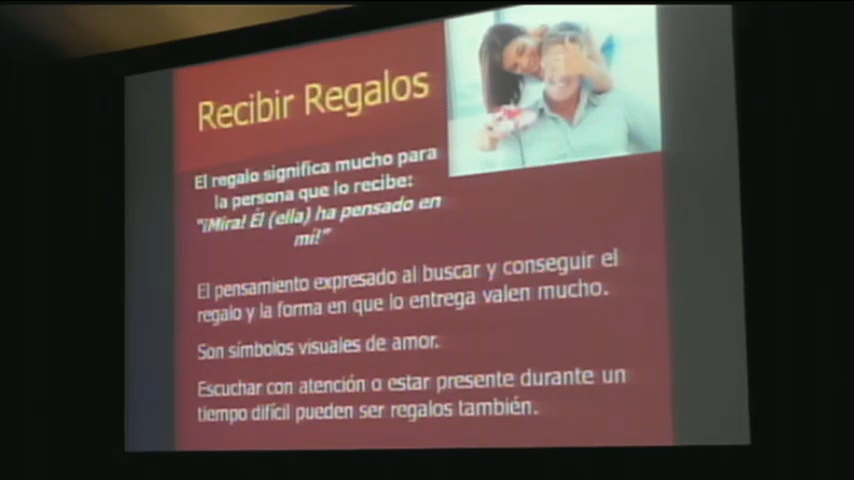 Recibir Regalos
El regalo significa mucho para
la persona que lo recibe:
"¡Mira! Él (ella) ha pensado en
mí!"
El pensamiento expresado al buscar y conseguir el
regalo y la forma en que lo entrega valen mucho.
Son símbolos visuales de amor.
Escuchar con atención o estar presente durante un
tiempo difícil pueden ser regalos también.